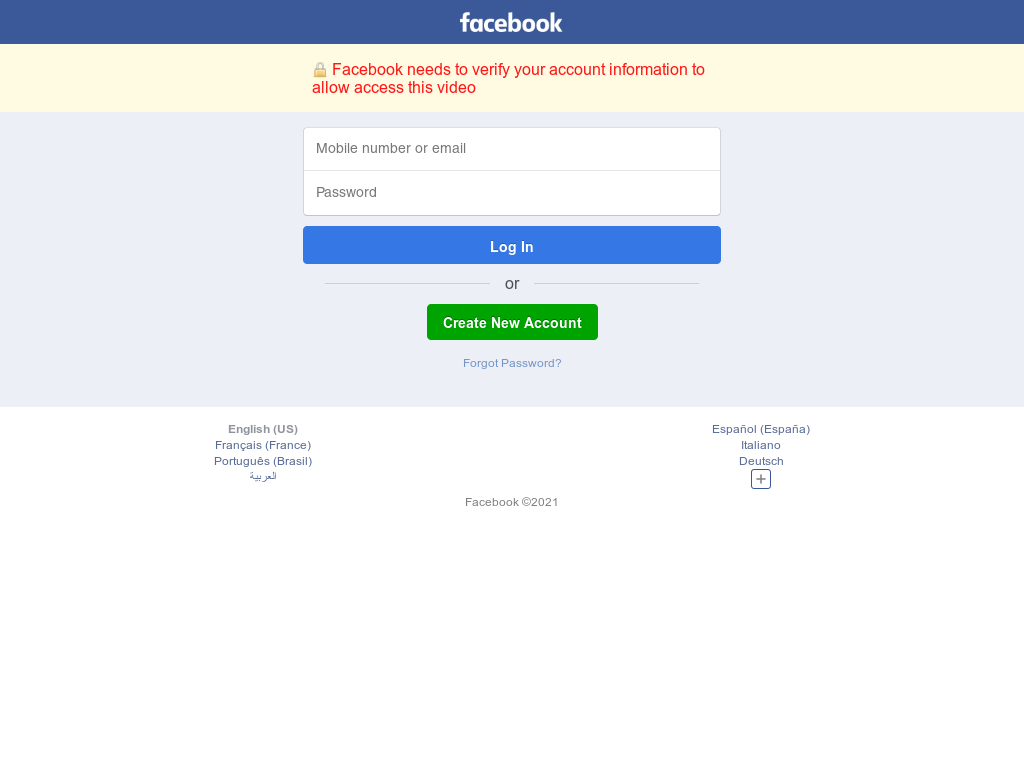 facebook
🔒 Facebook needs to verify your account information to
allow access this video
Mobile number or email
Password
Log In
or
Create New Account
Forgot Password?
English (US)
Français (France)
Português (Brasil)
العربية
Español (España)
Italiano
Deutsch
Facebook ©2021